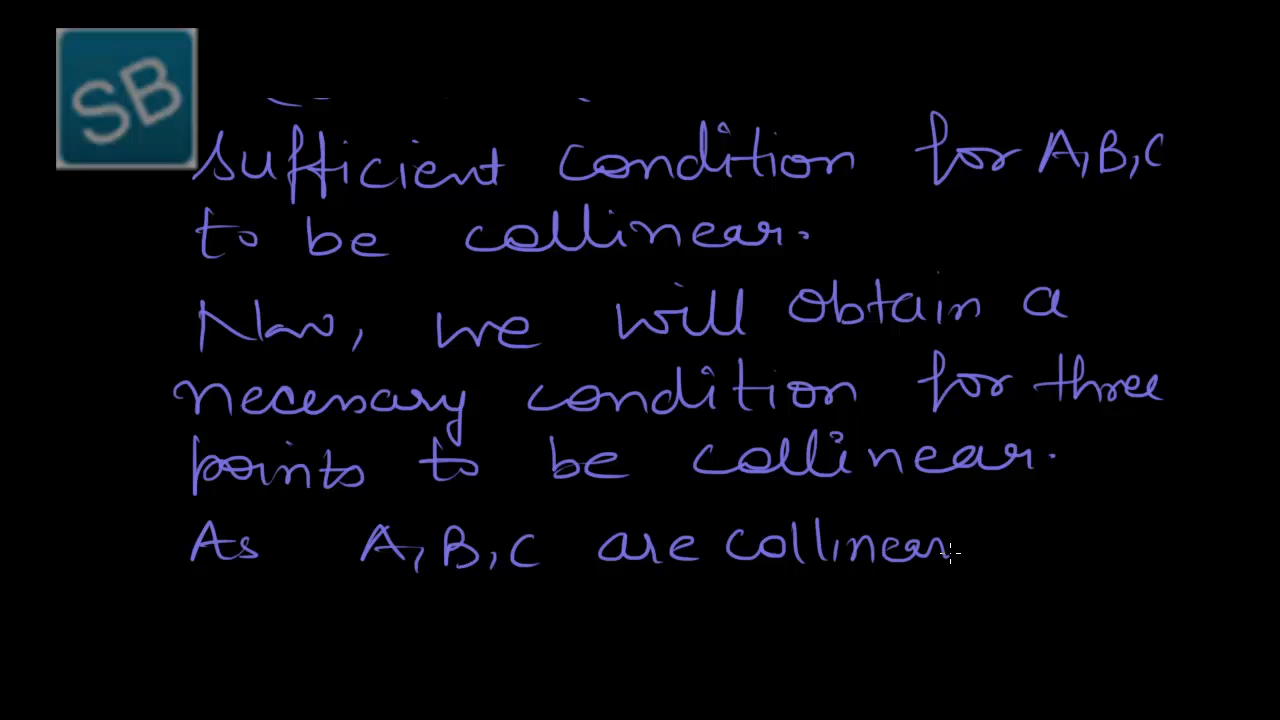 SB
sufficient condition for A,B,C
to be collinear.
Now, we will obtain a
necessary condition for three
points to be collinear.
As A,B,C are collinear